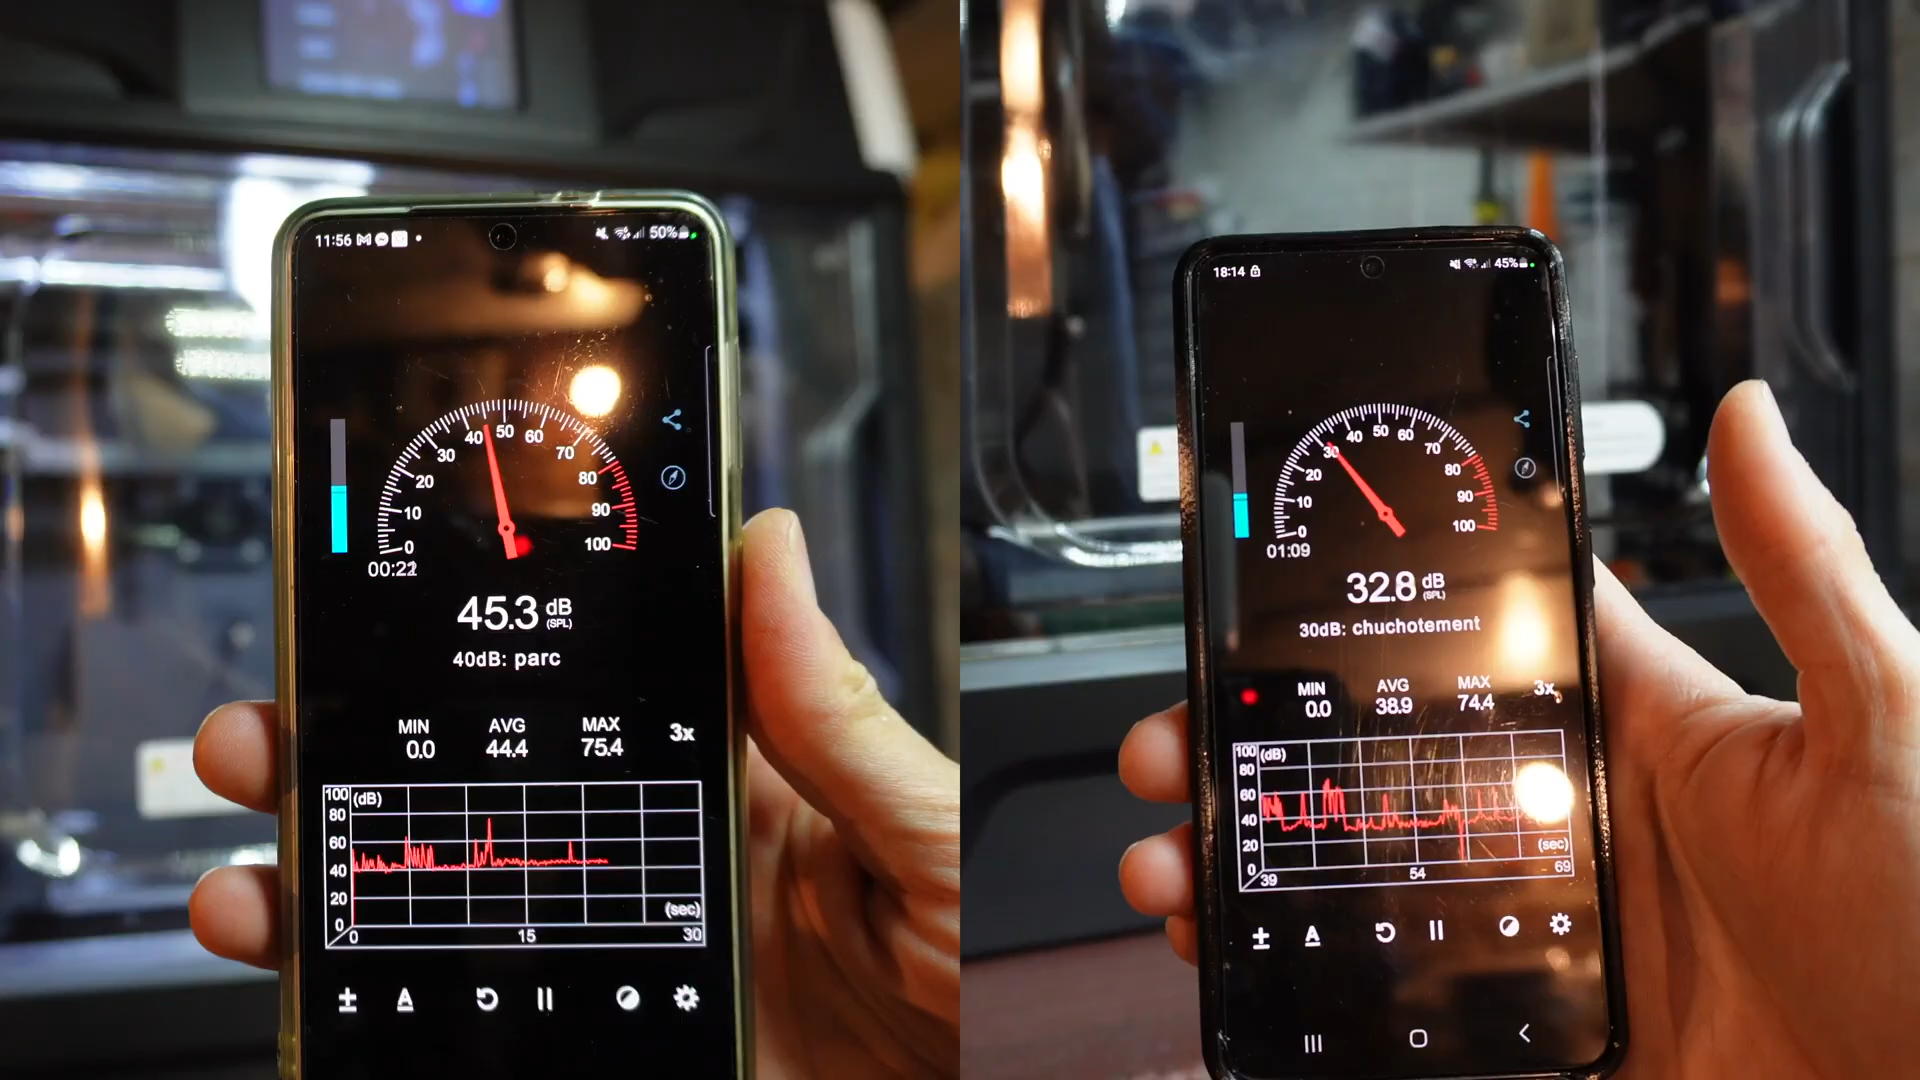 11:56
50%
0
10
20
30
40
50
60
70
80
90
100
45.3 dB
(SPL)
40dB: parc
MIN AVG MAX 3x
0.0 44.4 75.4
100 (dB)
80
60
40
20
0
(sec)
0 15 30
A
18:14
45%
0
10
20
30
40
50
60
70
80
90
100
01:09
32.8 dB
(SPL)
30dB: chuchotement
MIN AVG MAX 3x
0.0 38.9 74.4
100 (dB)
80
60
40
20
0
(sec)
39 54 69
A